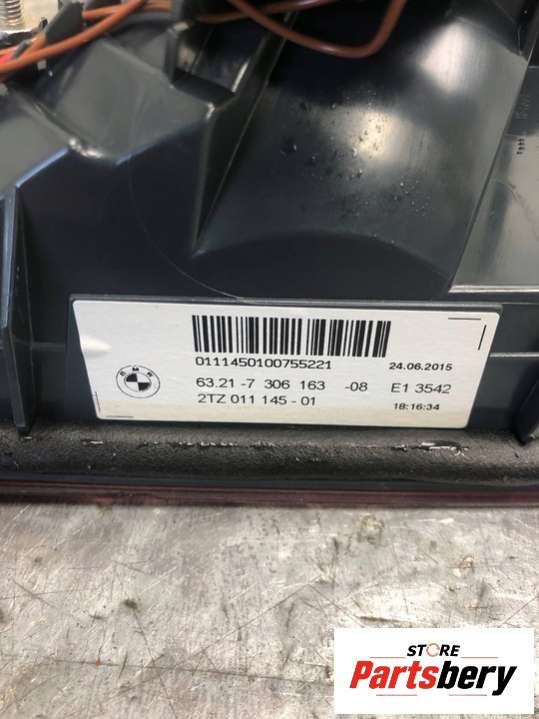 0111450100755221
24.06.2015
BMW
63.21-7 306 163 -08 E1 3542
2TZ 011 145-01
18:16:34
STORE
Partsbery